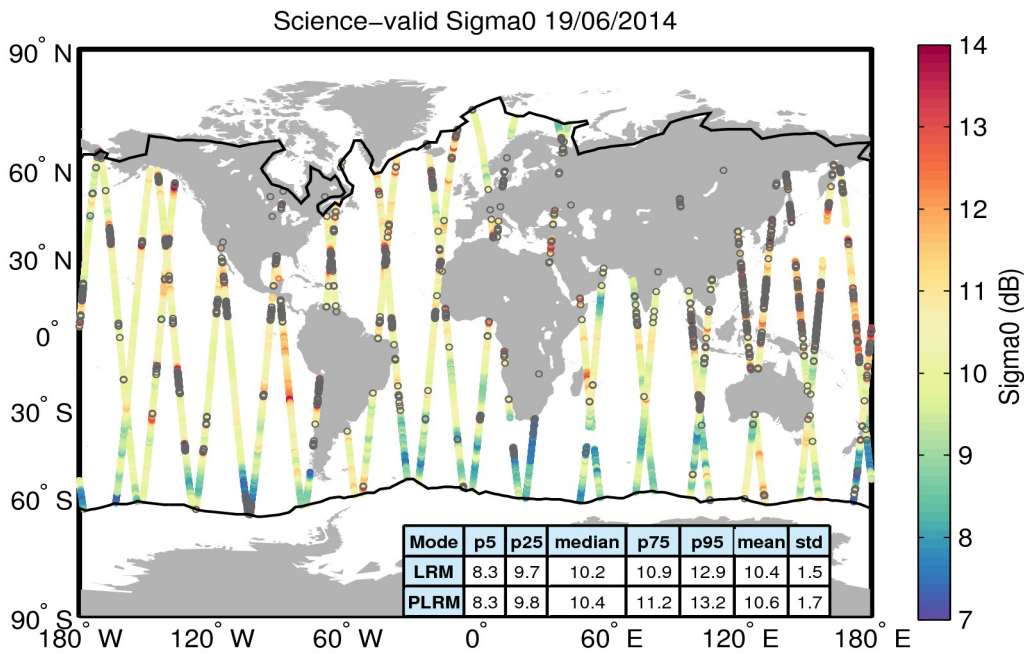 Science−valid Sigma0 19/06/2014
90° N
60° N
30° N
0°
30° S
60° S
90° S
180° W
120° W
60° W
0°
60° E
120° E
180° E
14
13
12
11
10
9
8
7
Sigma0 (dB)
Mode p5 p25 median p75 p95 mean std
LRM 8.3 9.7 10.2 10.9 12.9 10.4 1.5
PLRM 8.3 9.8 10.4 11.2 13.2 10.6 1.7